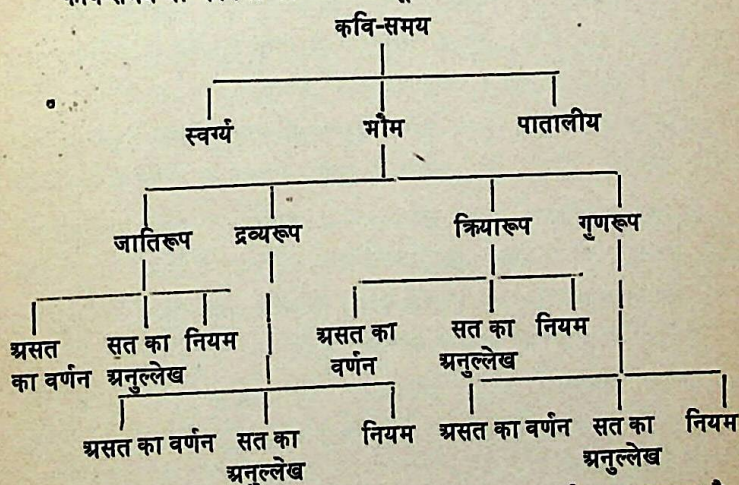 कवि-समय
स्वर्ग्य भौम पातालीय
जातिरूप द्रव्यरूप क्रियारूप गुणरूप
असत सत का नियम असत का सत का नियम
का वर्णन अनुल्लेख वर्णन अनुल्लेख
असत का वर्णन सत का नियम असत का वर्णन सत का नियम
अनुल्लेख अनुल्लेख